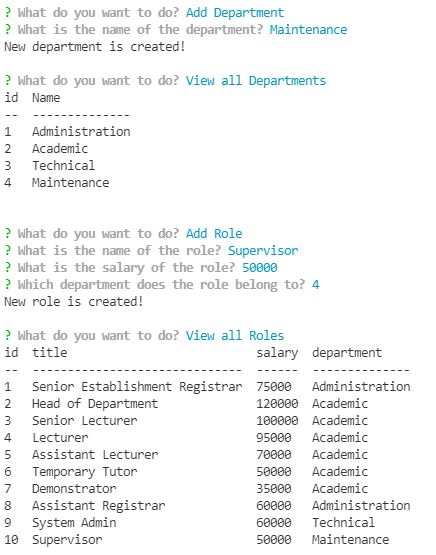 ? What do you want to do? Add Department
? What is the name of the department? Maintenance
New department is created!
? What do you want to do? View all Departments
id  Name
--  --------------
1   Administration
2   Academic
3   Technical
4   Maintenance
? What do you want to do? Add Role
? What is the name of the role? Supervisor
? What is the salary of the role? 50000
? Which department does the role belong to? 4
New role is created!
? What do you want to do? View all Roles
id  title                           salary  department
--  ------------------------------  ------  --------------
1   Senior Establishment Registrar  75000   Administration
2   Head of Department              120000  Academic
3   Senior Lecturer                 100000  Academic
4   Lecturer                        95000   Academic
5   Assistant Lecturer              70000   Academic
6   Temporary Tutor                 50000   Academic
7   Demonstrator                    35000   Academic
8   Assistant Registrar             60000   Administration
9   System Admin                    60000   Technical
10  Supervisor                      50000   Maintenance